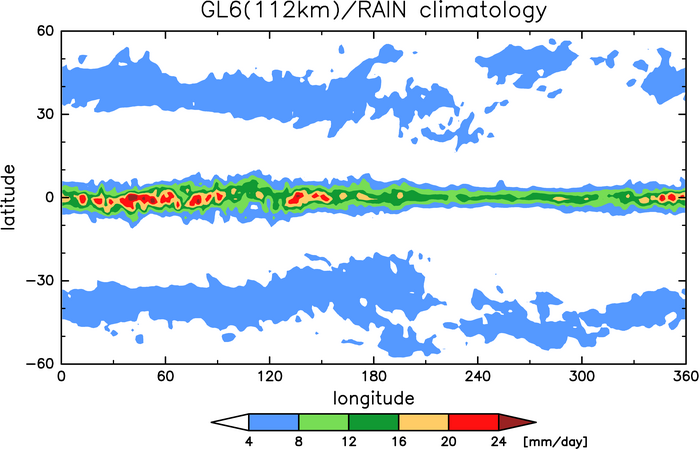 GL6(112km)/RAIN climatology
60
30
0
−30
−60
latitude
0 60 120 180 240 300 360
longitude
4 8 12 16 20 24 [mm/day]